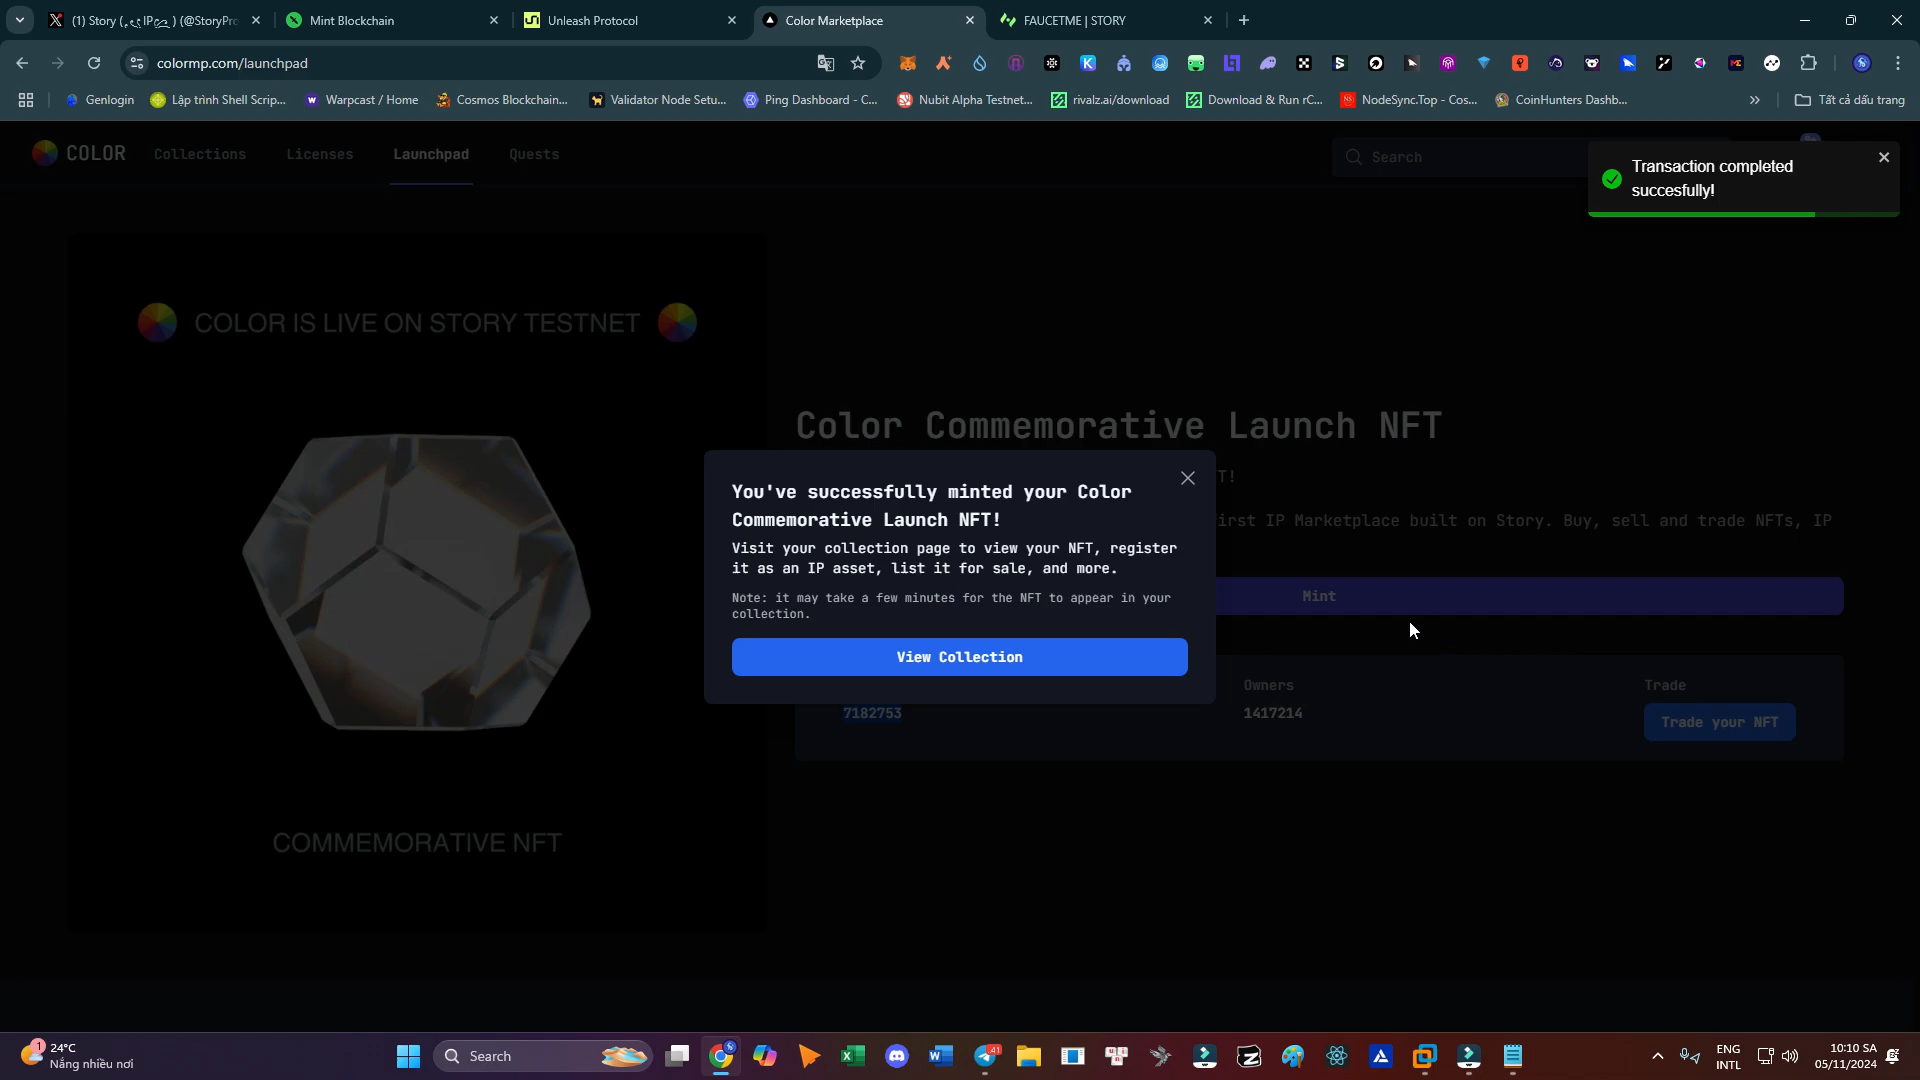 (1) Story
(@StoryPro
Mint Blockchain
Unleash Protocol
Color Marketplace
FAUCETME | STORY
colormp.com/launchpad
Genlogin
Lập trình Shell Scrip...
Warpcast / Home
Cosmos Blockchain...
Validator Node Setu...
Ping Dashboard - C...
Nubit Alpha Testnet...
rivalz.ai/download
Download & Run rC...
NodeSync.Top - Cos...
CoinHunters Dashb...
Tất cả dấu trang
COLOR
Collections
Licenses
Launchpad
Quests
Search
Transaction completed
succesfully!
COLOR IS LIVE ON STORY TESTNET
COMMEMORATIVE NFT
Color Commemorative Launch NFT
T!
irst IP Marketplace built on Story. Buy, sell and trade NFTs, IP
You've successfully minted your Color
Commemorative Launch NFT!
Visit your collection page to view your NFT, register
it as an IP asset, list it for sale, and more.
Note: it may take a few minutes for the NFT to appear in your
collection.
View Collection
Mint
7182753
Owners
1417214
Trade
Trade your NFT
1
24°C
Nắng nhiều nơi
Search
41
ENG
INTL
10:10 SA
05/11/2024